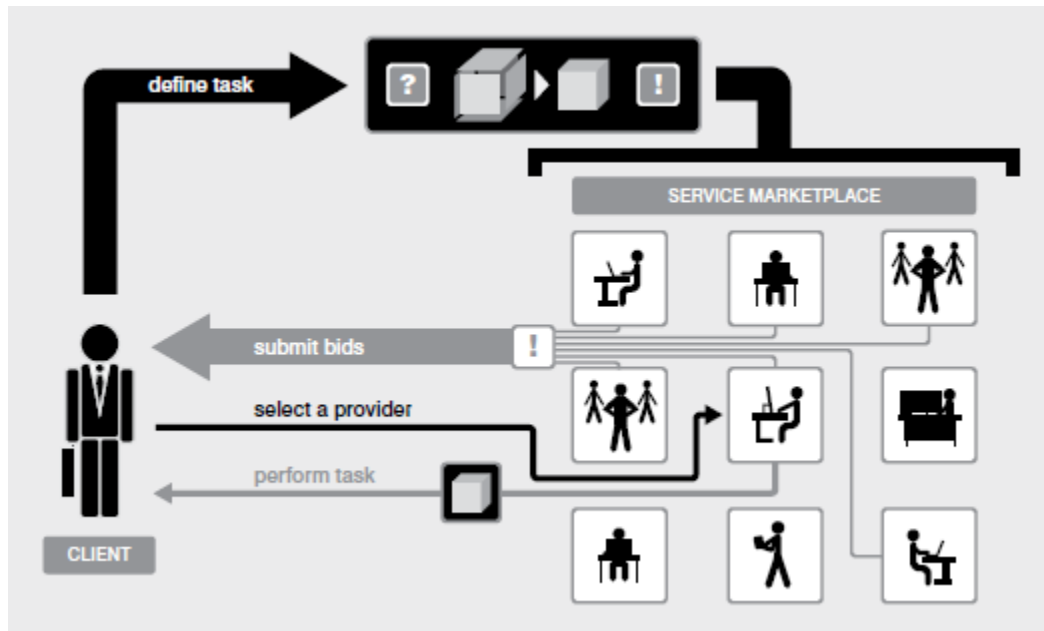 define task
?
!
SERVICE MARKETPLACE
submit bids
!
select a provider
perform task
CLIENT